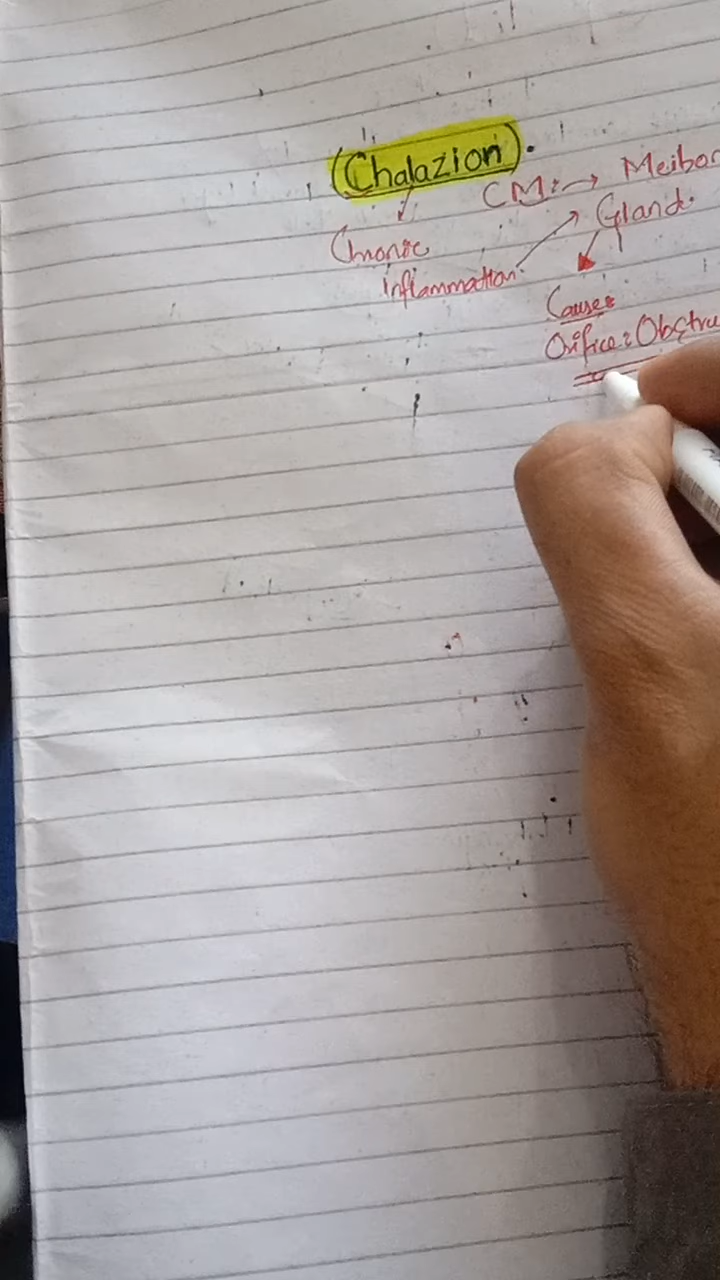 (Chalazion).
CM: → Meibo
Gland.
Chronic
inflammation
Cause:
Orifice: Obstru